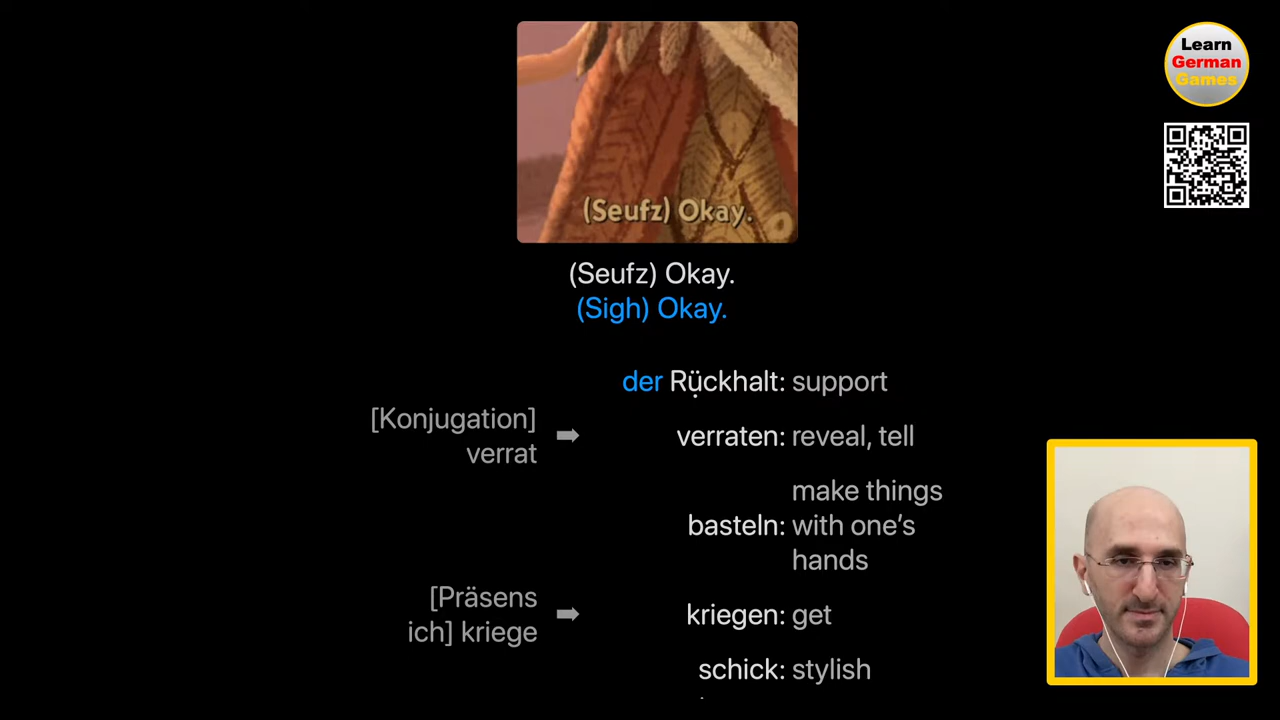 Learn
German
Games
(Seufz) Okay.
(Seufz) Okay.
(Sigh) Okay.
der Rückhalt: support
[Konjugation]
verrat ➡ verraten: reveal, tell
make things
basteln: with one's
hands
[Präsens
ich] kriege ➡ kriegen: get
schick: stylish